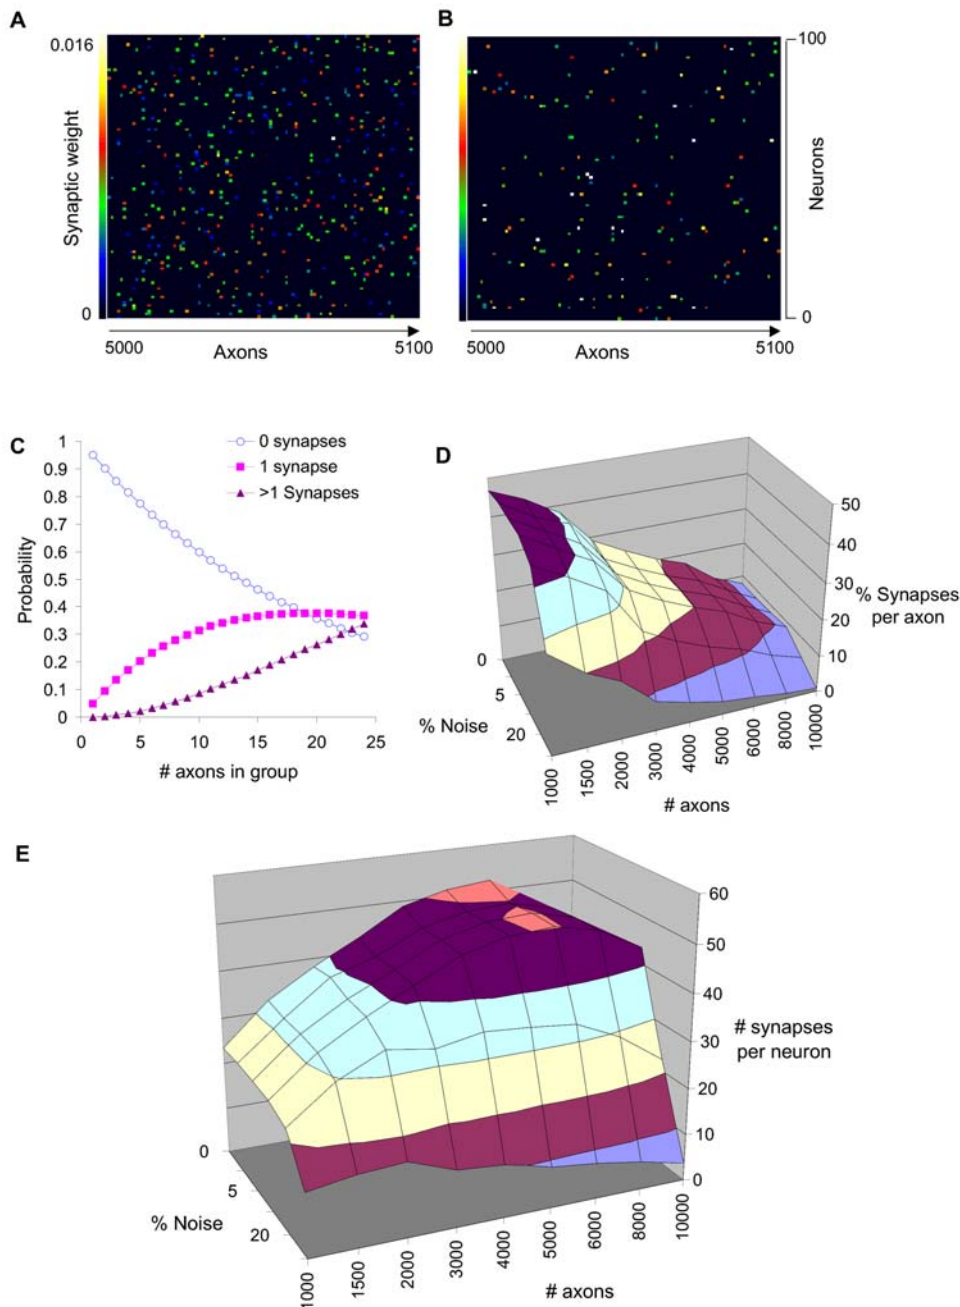 A
0.016
Synaptic weight
0
5000
Axons
5100
B
100
Neurons
0
5000
Axons
5100
C
1
0.9
0.8
0.7
0.6
0.5
0.4
0.3
0.2
0.1
0
Probability
0 synapses
1 synapse
>1 Synapses
0 5 10 15 20 25
# axons in group
D
50
40
30
20
10
0
% Synapses
per axon
0
5
20
% Noise
1000
1500
2000
3000
4000
5000
6000
8000
10000
# axons
E
60
50
40
30
20
10
0
# synapses
per neuron
0
5
20
% Noise
1000
1500
2000
3000
4000
5000
6000
8000
10000
# axons